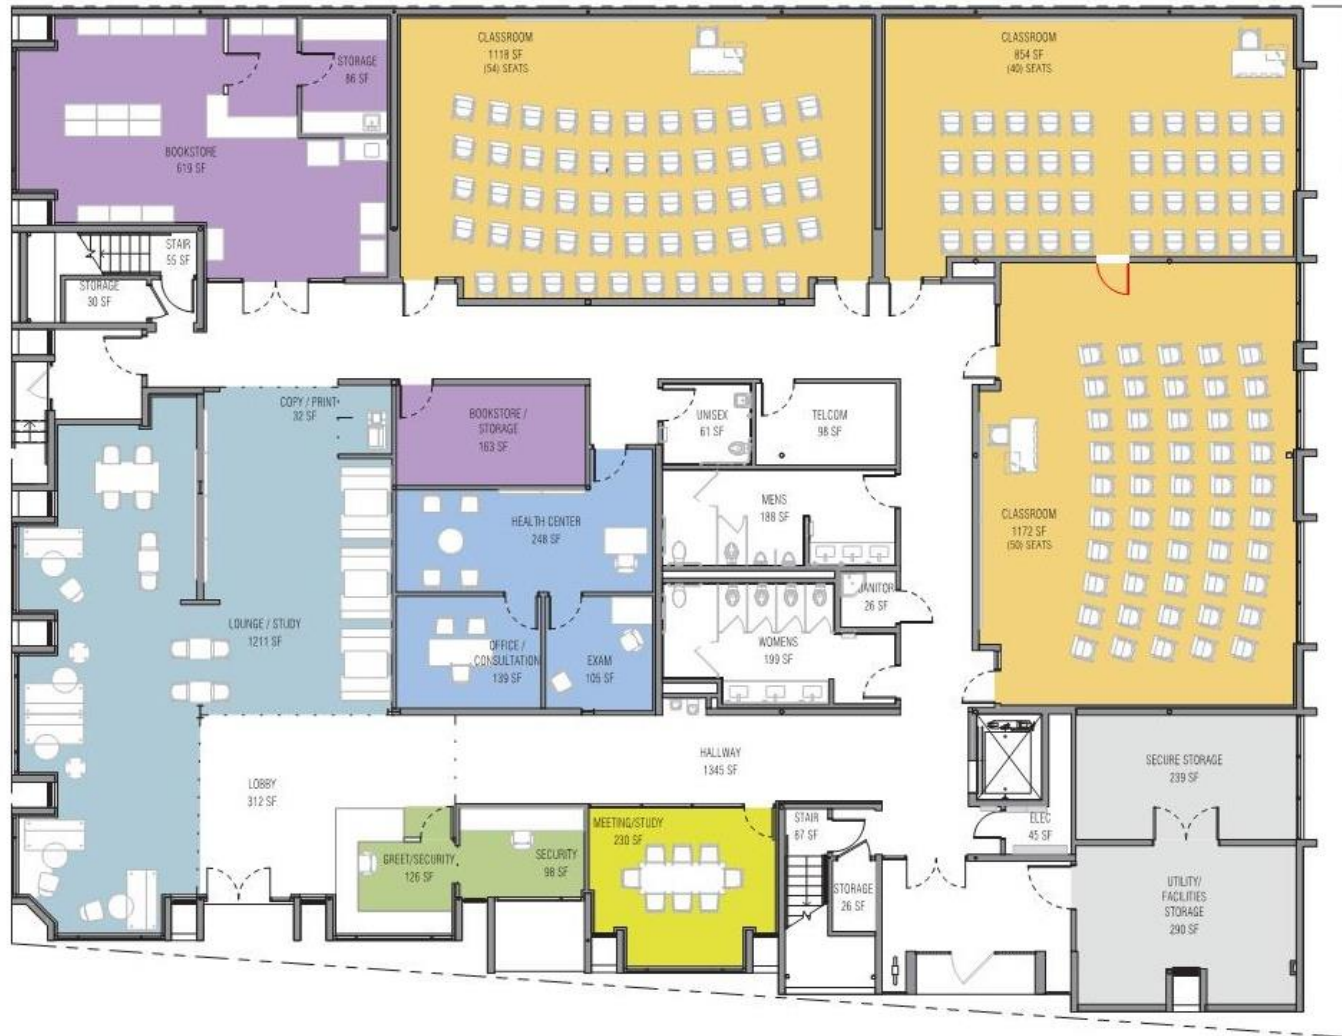 CLASSROOM
1118 SF
(54) SEATS
CLASSROOM
854 SF
(40) SEATS
STORAGE
86 SF
BOOKSTORE
619 SF
STAIR
55 SF
STORAGE
30 SF
COPY / PRINT
32 SF
BOOKSTORE /
STORAGE
163 SF
UNISEX
61 SF
TELCOM
98 SF
MENS
188 SF
HEALTH CENTER
248 SF
CLASSROOM
1172 SF
(50) SEATS
JANITOR
26 SF
LOUNGE / STUDY
1211 SF
OFFICE /
CONSULTATION
139 SF
EXAM
105 SF
WOMENS
199 SF
HALLWAY
1345 SF
SECURE STORAGE
239 SF
LOBBY
312 SF
MEETING/STUDY
230 SF
STAIR
67 SF
ELEC
45 SF
GREET/SECURITY
126 SF
SECURITY
98 SF
STORAGE
26 SF
UTILITY/
FACILITIES
STORAGE
290 SF